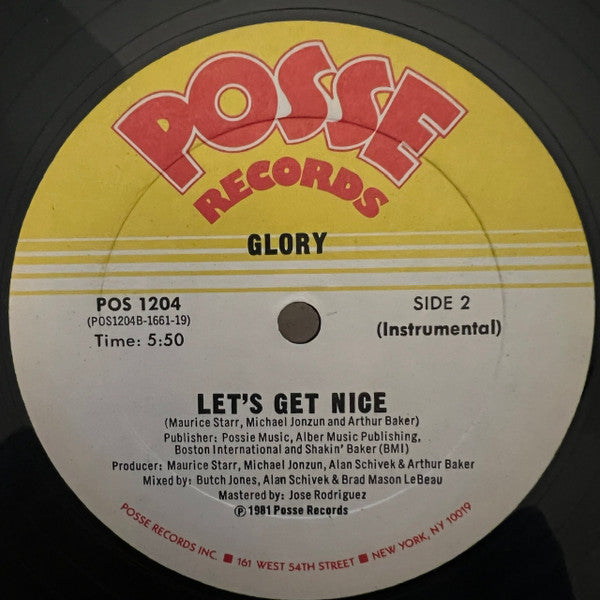 POSSE
RECORDS
GLORY
POS 1204
(POS1204B-1661-19)
Time: 5:50
SIDE 2
(Instrumental)
LET'S GET NICE
(Maurice Starr, Michael Jonzun and Arthur Baker)
Publisher: Possie Music, Alber Music Publishing,
Boston International and Shakin' Baker (BMI)
Producer: Maurice Starr, Michael Jonzun, Alan Schivek & Arthur Baker
Mixed by: Butch Jones, Alan Schivek & Brad Mason LeBeau
Mastered by: Jose Rodriguez
℗ 1981 Posse Records
POSSE RECORDS INC. ■ 161 WEST 54TH STREET ■ NEW YORK, NY 10019